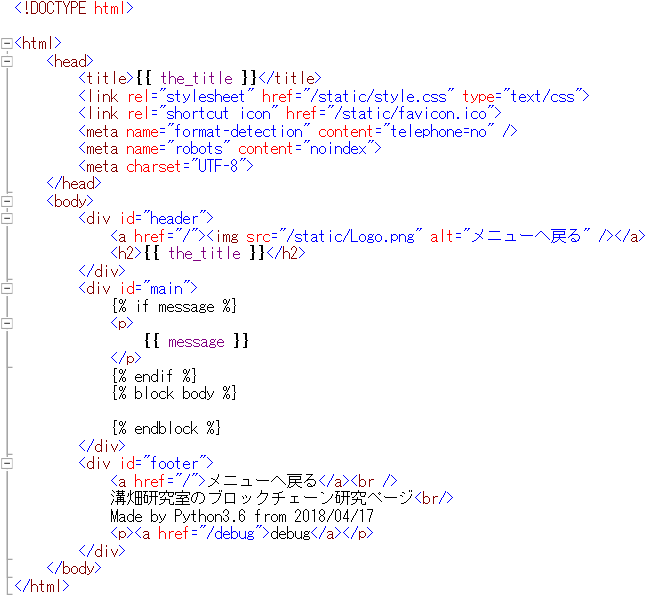 <!DOCTYPE html>
<html>
<head>
<title>{{ the_title }}</title>
<link rel="stylesheet" href="/static/style.css" type="text/css">
<link rel="shortcut icon" href="/static/favicon.ico">
<meta name="format-detection" content="telephone=no" />
<meta name="robots" content="noindex">
<meta charset="UTF-8">
</head>
<body>
<div id="header">
<a href="/"><img src="/static/Logo.png" alt="メニューへ戻る" /></a>
<h2>{{ the_title }}</h2>
</div>
<div id="main">
{% if message %}
<p>
{{ message }}
</p>
{% endif %}
{% block body %}
{% endblock %}
</div>
<div id="footer">
<a href="/">メニューへ戻る</a><br />
溝畑研究室のブロックチェーン研究ページ<br/>
Made by Python3.6 from 2018/04/17
<p><a href="/debug">debug</a></p>
</div>
</body>
</html>